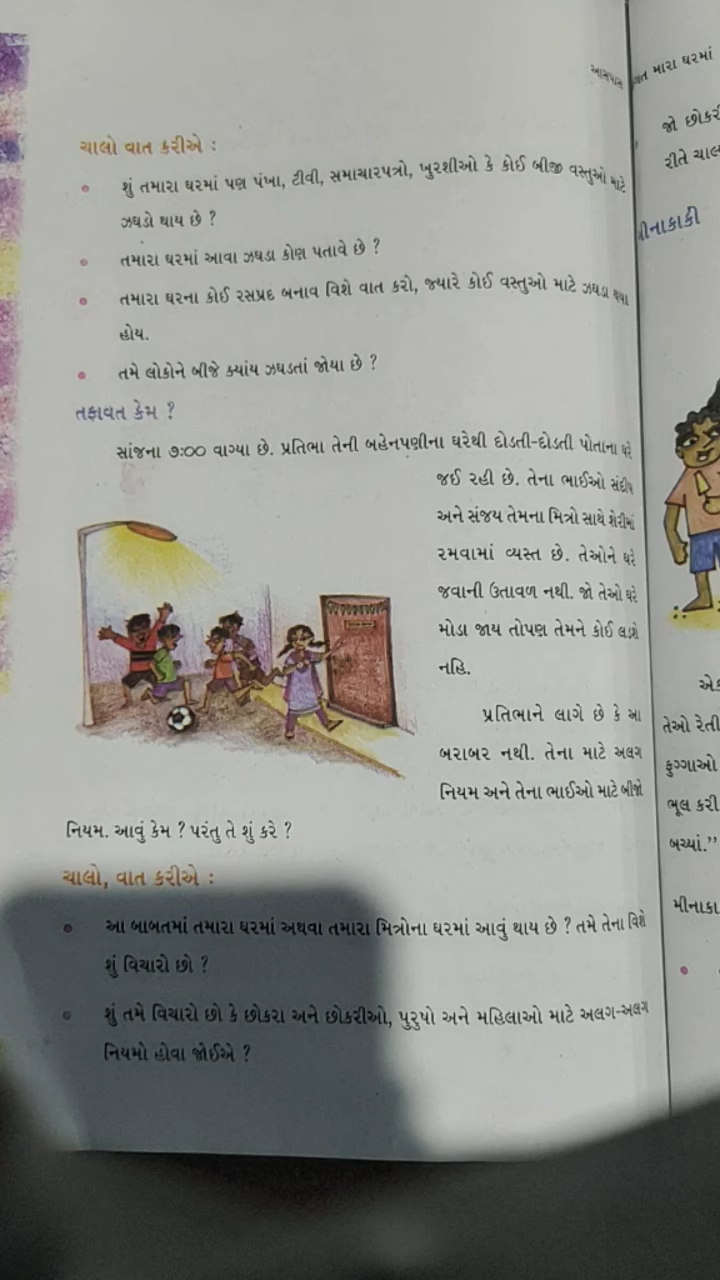 આસપાસ
ચાલો વાત કરીએ :
• શું તમારા ઘરમાં પણ પંખા, ટીવી, સમાચારપત્રો, ખુરશીઓ કે કોઈ બીજી વસ્તુઓ માટે
ઝઘડો થાય છે ?
• તમારા ઘરમાં આવા ઝઘડા કોણ પતાવે છે ?
• તમારા ઘરના કોઈ રસપ્રદ બનાવ વિશે વાત કરો, જ્યારે કોઈ વસ્તુઓ માટે ઝઘડા થયા
હોય.
• તમે લોકોને બીજે ક્યાંય ઝઘડતાં જોયા છે ?
તફાવત કેમ ?
સાંજના ૭:૦૦ વાગ્યા છે. પ્રતિભા તેની બહેનપણીના ઘરેથી દોડતી-દોડતી પોતાના ઘરે
જઈ રહી છે. તેના ભાઈઓ સંદીપ
અને સંજય તેમના મિત્રો સાથે શેરીમાં
રમવામાં વ્યસ્ત છે. તેઓને ઘરે
જવાની ઉતાવળ નથી. જો તેઓ ઘરે
મોડા જાય તોપણ તેમને કોઈ લડશે
નહિ.
પ્રતિભાને લાગે છે કે આ
બરાબર નથી. તેના માટે અલગ
નિયમ અને તેના ભાઈઓ માટે બીજો
નિયમ. આવું કેમ ? પરંતુ તે શું કરે ?
ચાલો, વાત કરીએ :
• આ બાબતમાં તમારા ઘરમાં અથવા તમારા મિત્રોના ઘરમાં આવું થાય છે ? તમે તેના વિશે
શું વિચારો છો ?
• શું તમે વિચારો છો કે છોકરા અને છોકરીઓ, પુરુષો અને મહિલાઓ માટે અલગ-અલગ
નિયમો હોવા જોઈએ ?
મારા ઘરમાં
જો
રીતે
તેઓ રેતી
ફુગ્ગાઓ
ભૂલ કરી
બચ્યાં.”